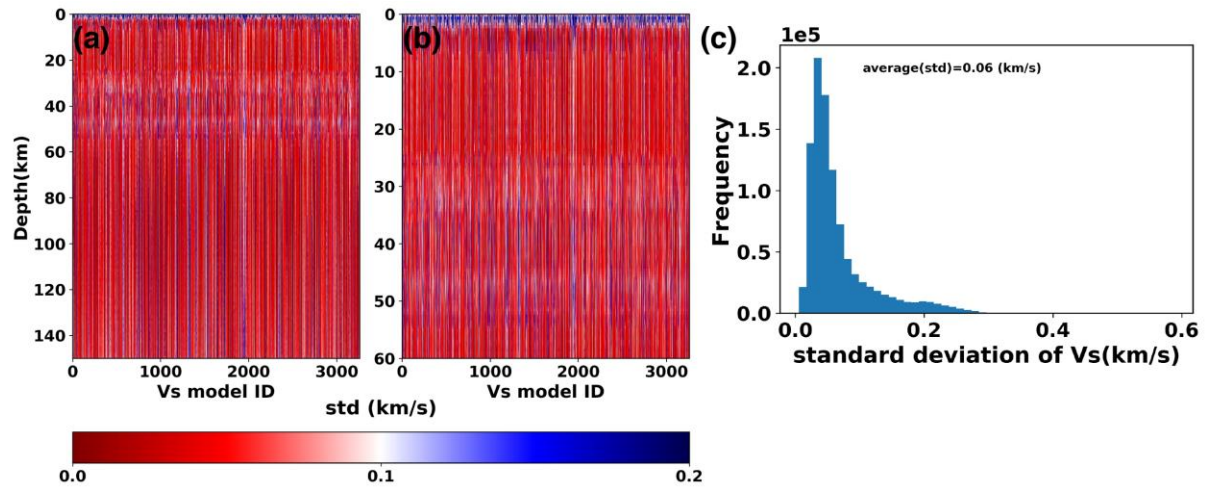 (a)
0
20
40
60
80
100
120
140
Depth(km)
0 1000 2000 3000
Vs model ID
(b)
0
10
20
30
40
50
60
0 1000 2000 3000
Vs model ID
std (km/s)
0.0 0.1 0.2
(c)
1e5
average(std)=0.06 (km/s)
2.0
1.5
1.0
0.5
0.0
Frequency
0.0 0.2 0.4 0.6
standard deviation of Vs(km/s)